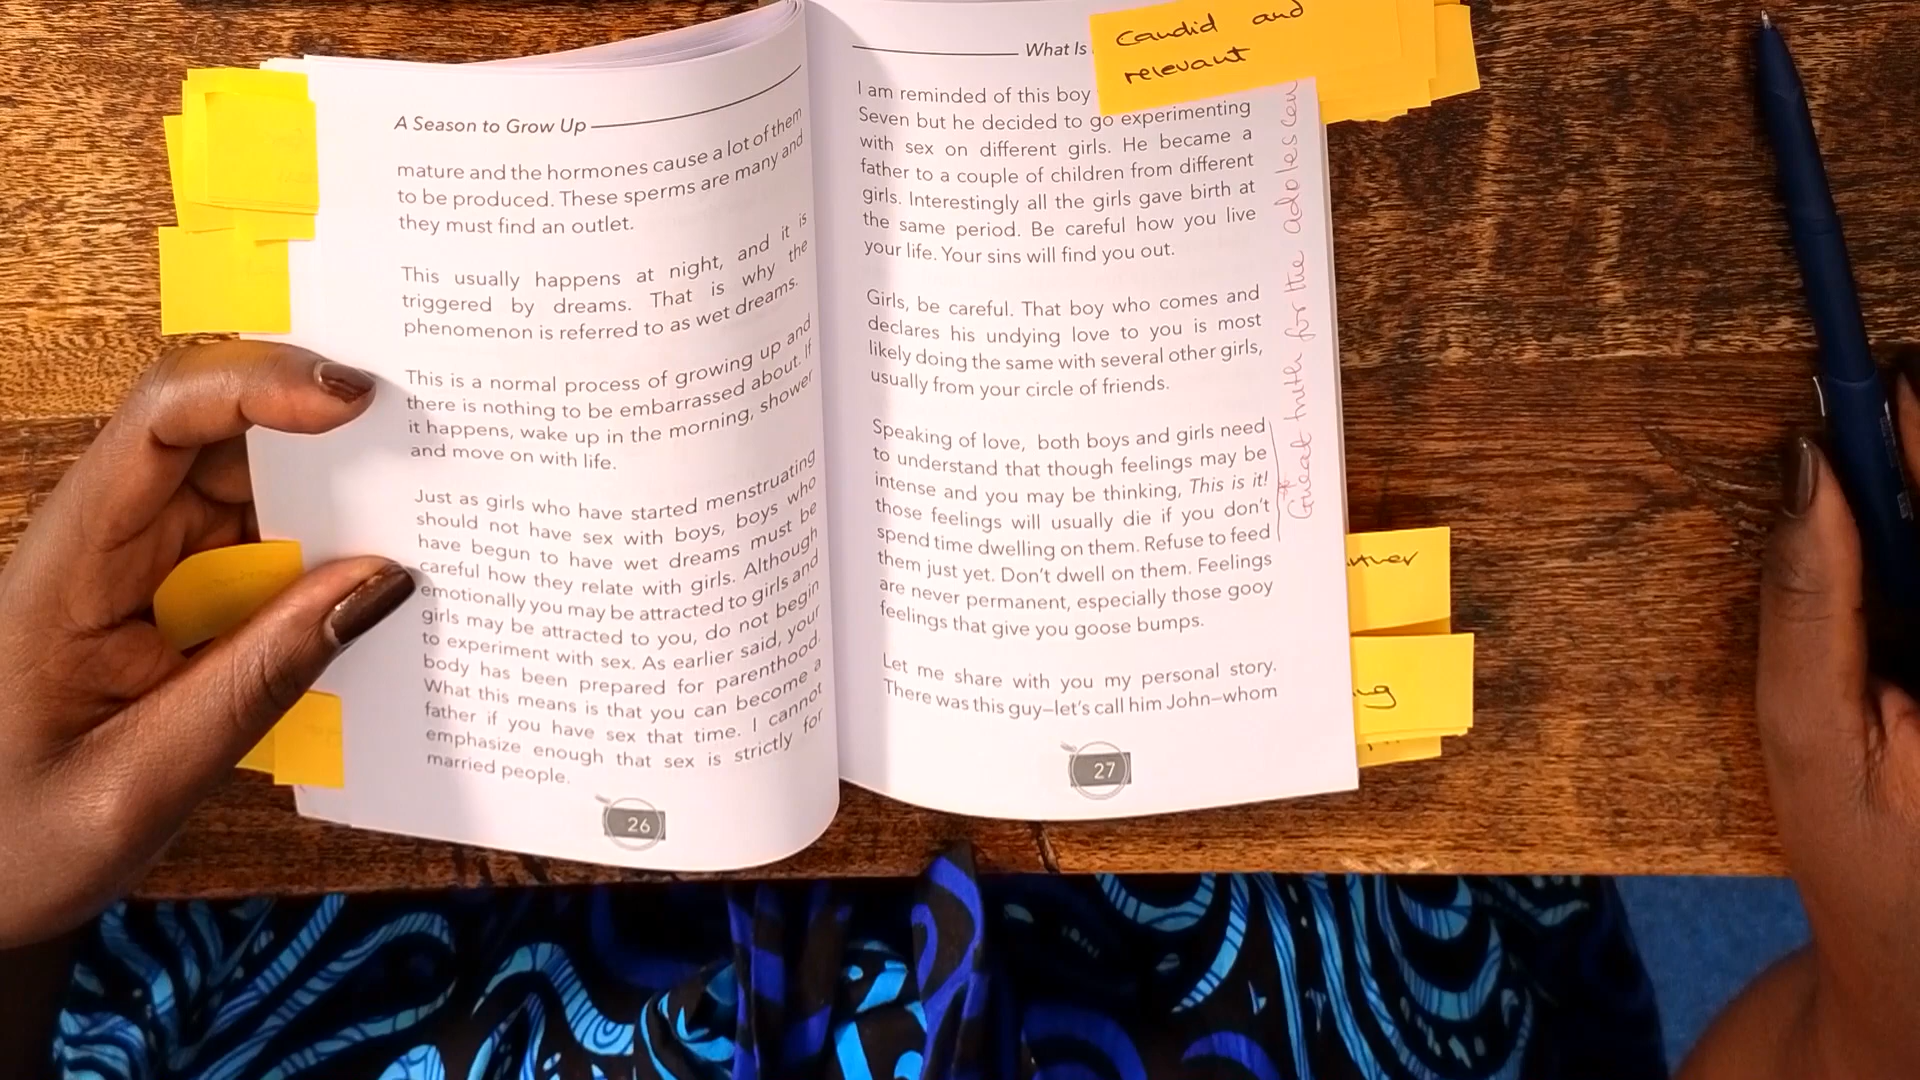 A Season to Grow Up
mature and the hormones cause a lot of them
to be produced. These sperms are many and
they must find an outlet.
This usually happens at night, and it is
triggered by dreams. That is why the
phenomenon is referred to as wet dreams.
This is a normal process of growing up and
there is nothing to be embarrassed about. If
it happens, wake up in the morning, shower
and move on with life.
Just as girls who have started menstruating
should not have sex with boys, boys who
have begun to have wet dreams must be
careful how they relate with girls. Although
emotionally you may be attracted to girls and
girls may be attracted to you, do not begin
to experiment with sex. As earlier said, your
body has been prepared for parenthood.
What this means is that you can become a
father if you have sex that time. I cannot
emphasize enough that sex is strictly for
married people.
26
What Is
Candid and
relevant
I am reminded of this boy
Seven but he decided to go experimenting
with sex on different girls. He became a
father to a couple of children from different
girls. Interestingly all the girls gave birth at
the same period. Be careful how you live
your life. Your sins will find you out.
Girls, be careful. That boy who comes and
declares his undying love to you is most
likely doing the same with several other girls,
usually from your circle of friends.
Speaking of love, both boys and girls need
to understand that though feelings may be
intense and you may be thinking, This is it!
those feelings will usually die if you don't
spend time dwelling on them. Refuse to feed
them just yet. Don't dwell on them. Feelings
are never permanent, especially those gooy
feelings that give you goose bumps.
Let me share with you my personal story.
There was this guy—let's call him John—whom
27
Great truth for the adolescen